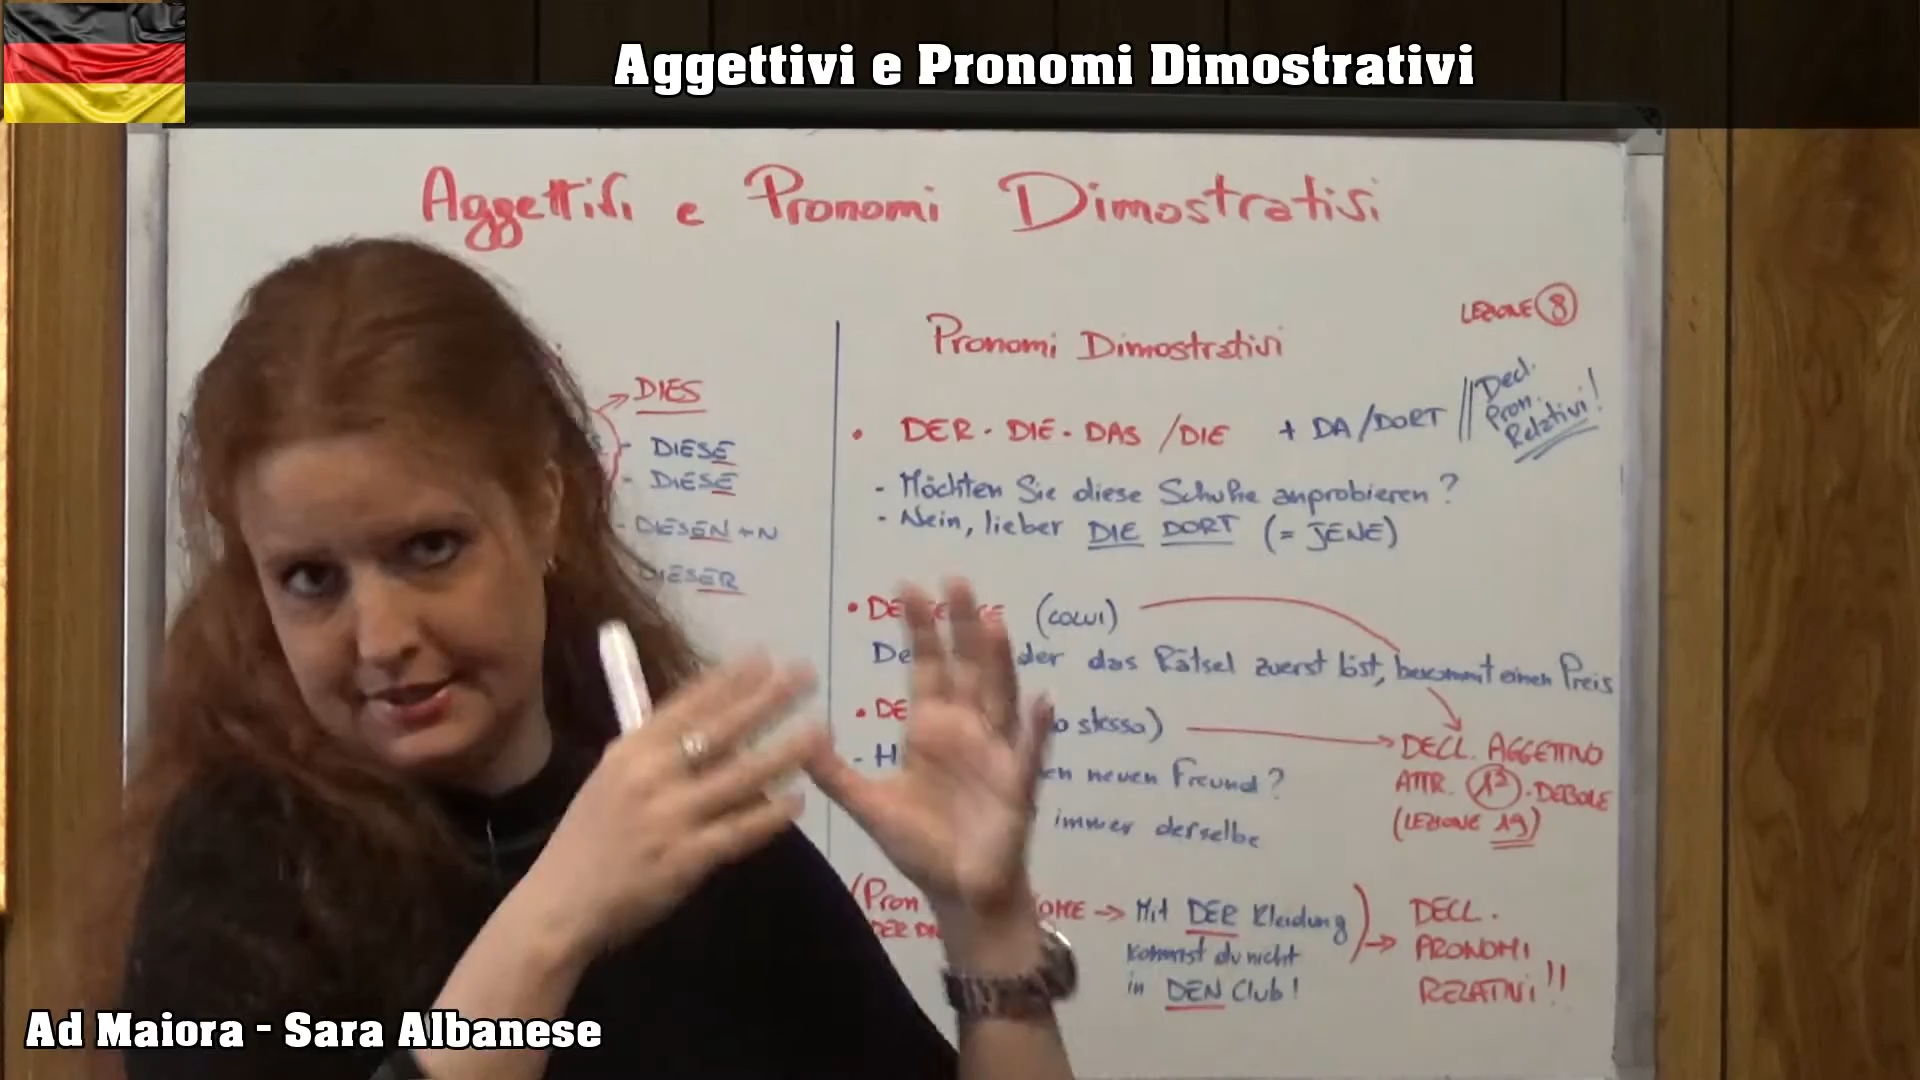 Aggettivi e Pronomi Dimostrativi
Aggettivi e Pronomi Dimostrativi
DIES
- DIESE
- DIESE
- DIESEN +N
DIESER
Pronomi Dimostrativi
LEZIONE 8
• DER - DIE - DAS / DIE + DA / DORT // Decl. Pron. Relativi!
- Möchten Sie diese Schuhe anprobieren?
- Nein, lieber DIE DORT (= JENE)
(COLUI)
der das Rätsel zuerst löst, bekommt einen Preis
lo stesso)
DECL. AGGETTIVO
ATTR. 1ª. DEBOLE
(LEZIONE 19)
neuen Freund?
immer derselbe
(Pron
→ Mit DER Kleidung
kommst du nicht
in DEN Club!
) → DECL.
PRONOMI
RELATIVI!!
Ad Maiora - Sara Albanese